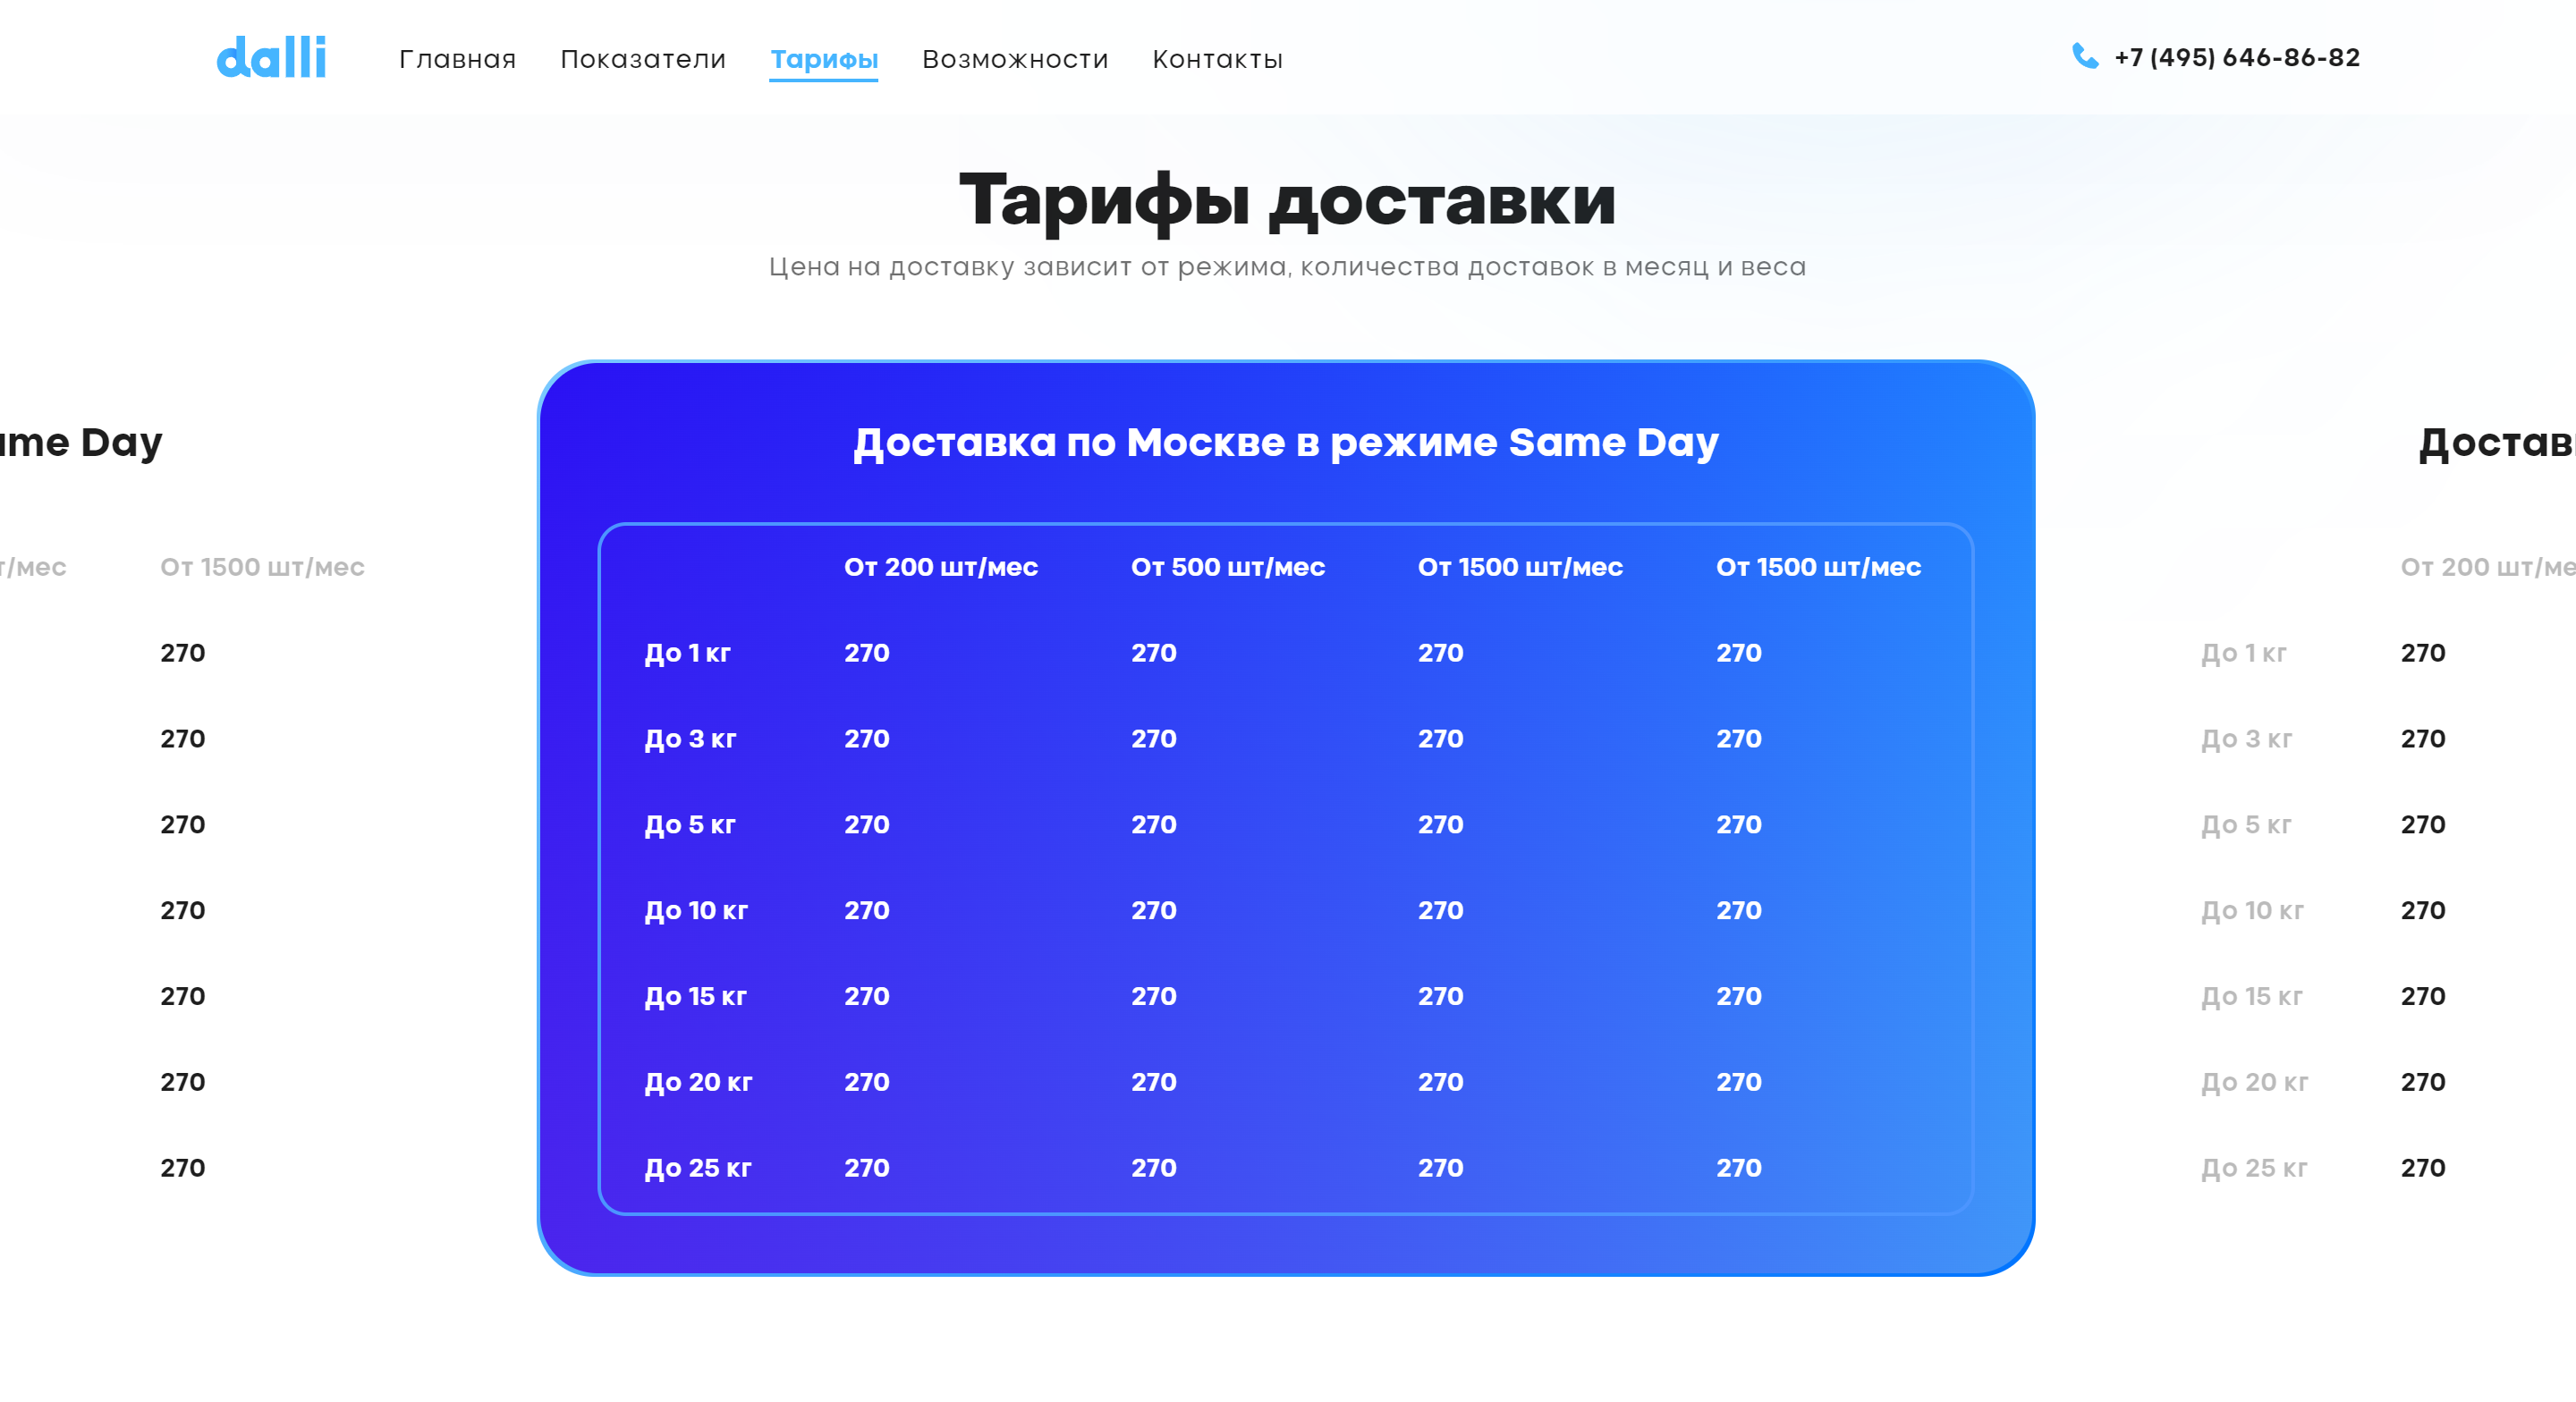 dalli Главная Показатели Тарифы Возможности Контакты +7 (495) 646-86-82
Тарифы доставки
Цена на доставку зависит от режима, количества доставок в месяц и веса
Day Доставка по Москве в режиме Same Day
От 1500 шт/мес От 200 шт/мес От 500 шт/мес От 1500 шт/мес От 1500 шт/мес От 200
270 До 1 кг 270 270 270 270 До 1 кг 270
270 До 3 кг 270 270 270 270 До 3 кг 270
270 До 5 кг 270 270 270 270 До 5 кг 270
270 До 10 кг 270 270 270 270 До 10 кг 270
270 До 15 кг 270 270 270 270 До 15 кг 270
270 До 20 кг 270 270 270 270 До 20 кг 270
270 До 25 кг 270 270 270 270 До 25 кг 270